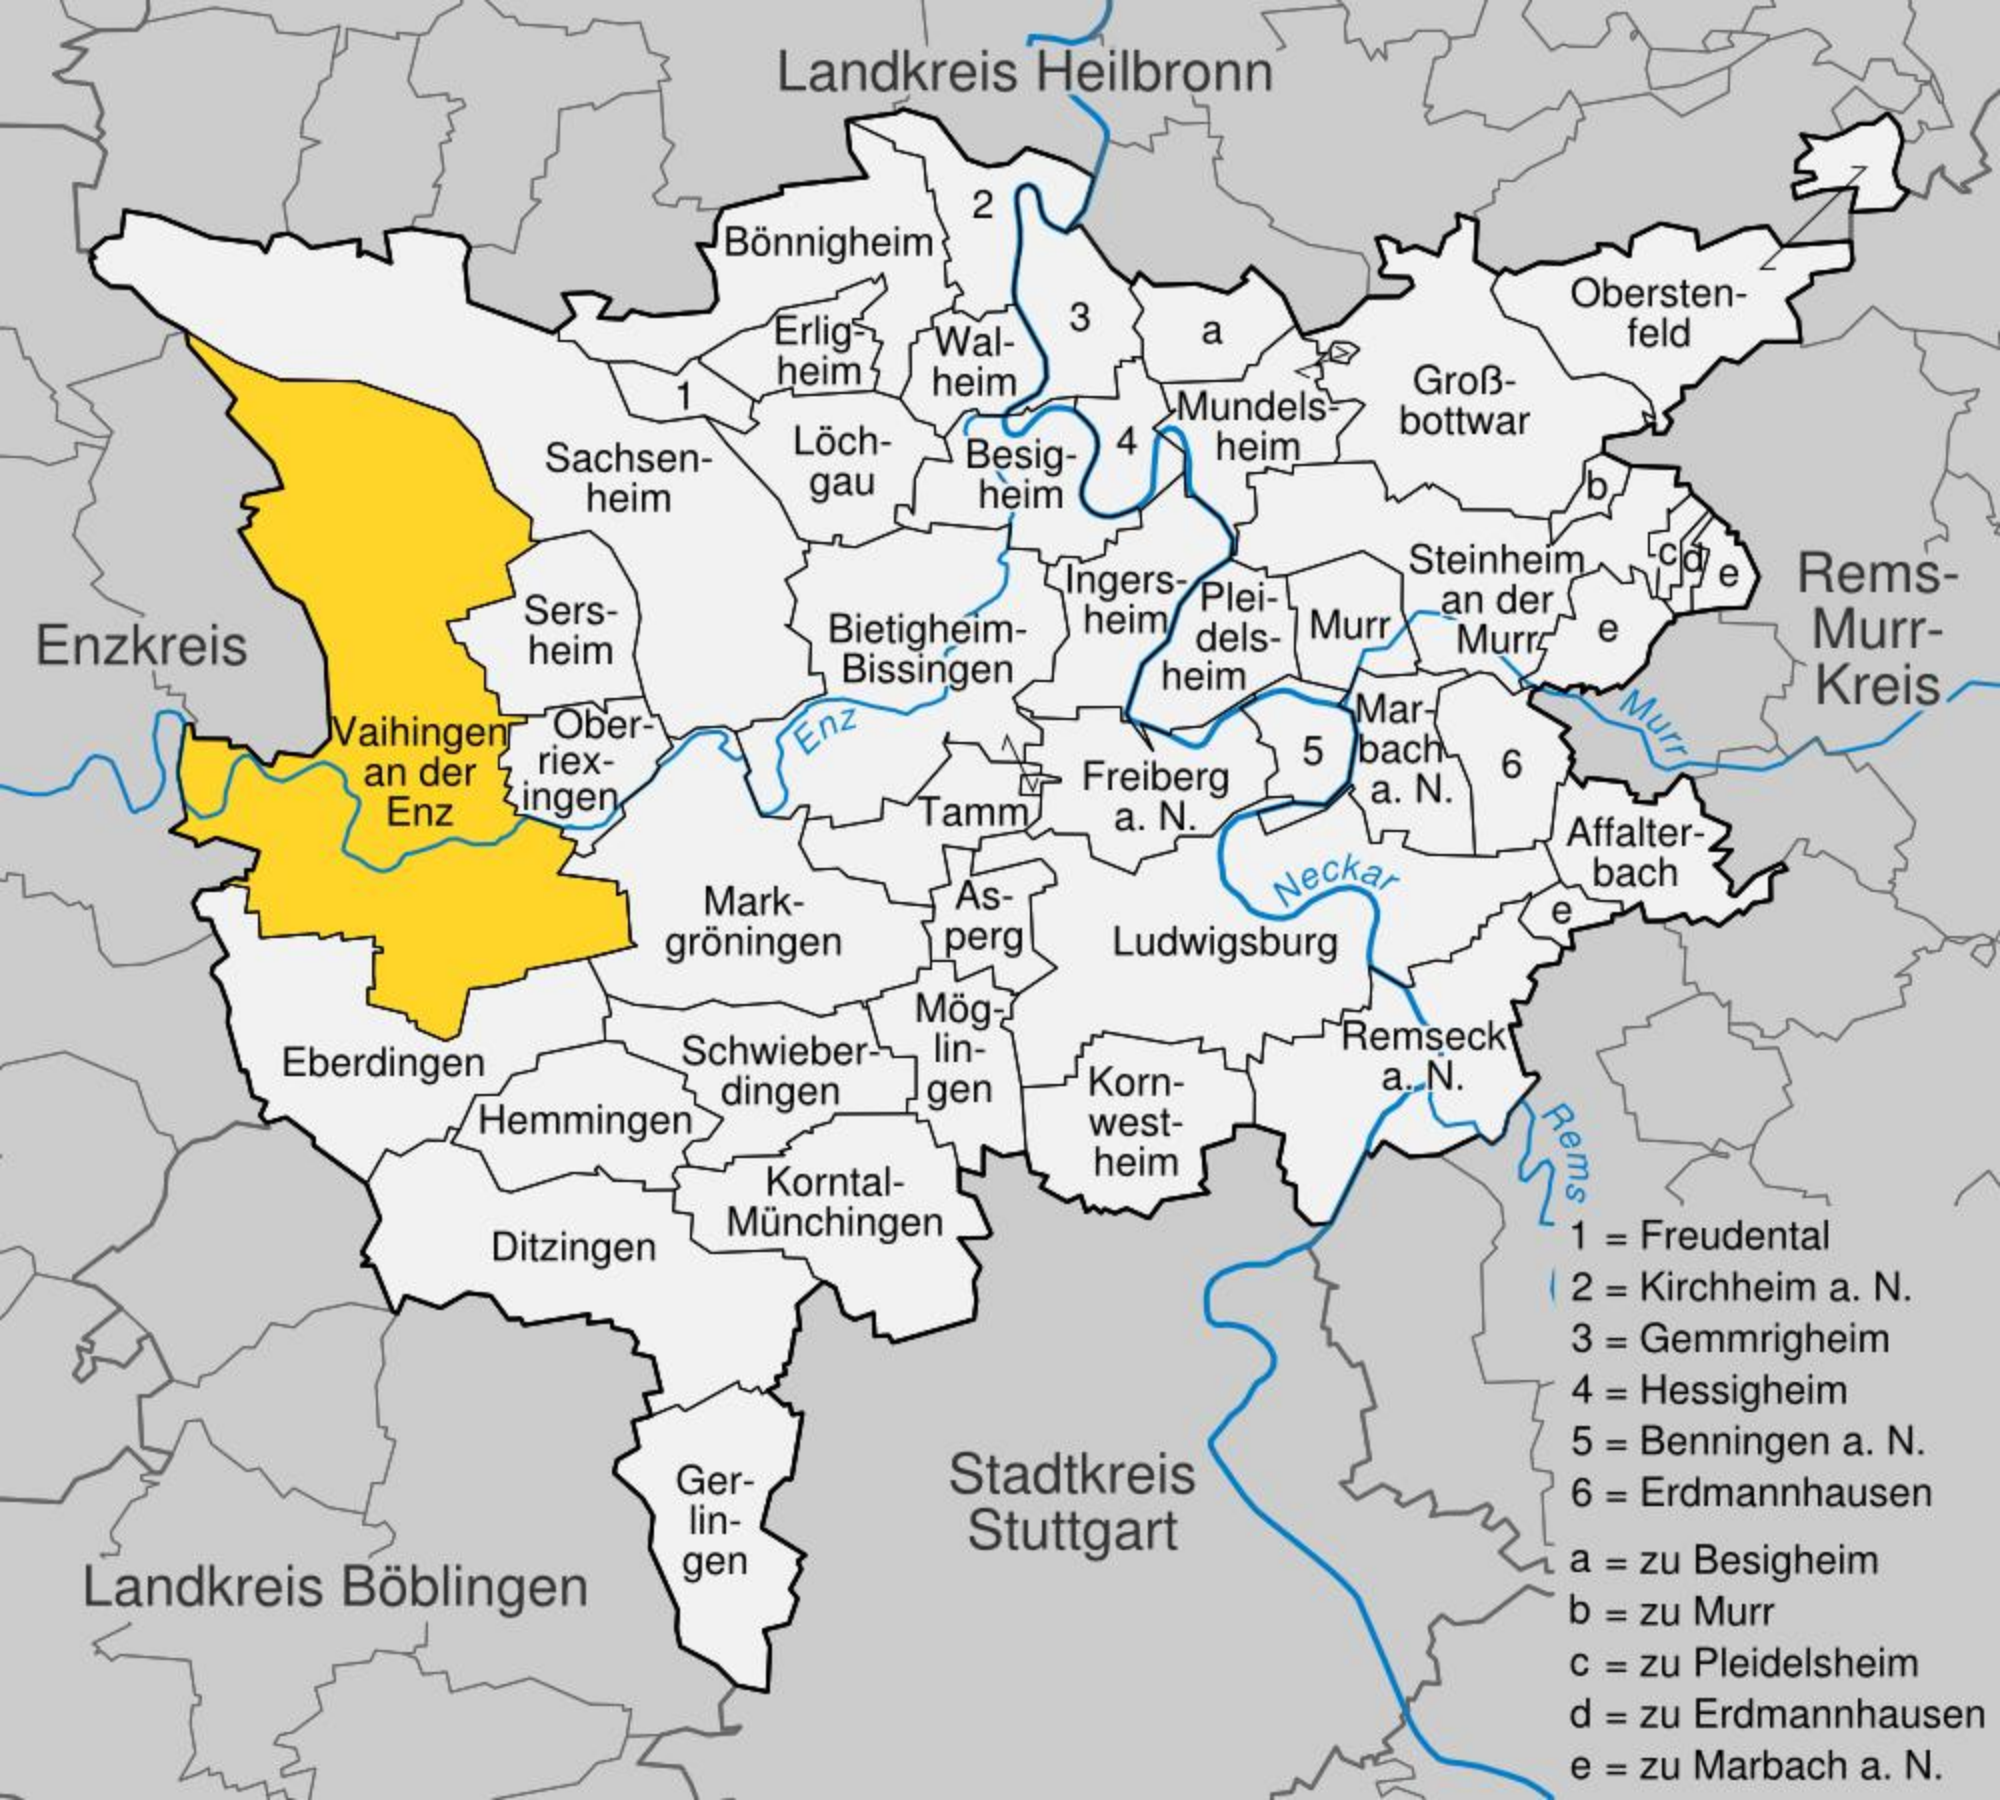 Landkreis Heilbronn
2
Bönnigheim
Obersten-
feld
3
a
Erlig-
heim
Wal-
heim
1
Groß-
bottwar
Mundels-
heim
4
Löch-
gau
Besig-
heim
Sachsen-
heim
b
c
d
e
Steinheim
an der
Murr
e
Rems-
Murr-
Kreis
Enzkreis
Sers-
heim
Bietigheim-
Bissingen
Ingers-
heim
Plei-
dels-
heim
Murr
Murr
Vaihingen
an der
Enz
Ober-
riex-
ingen
Enz
Mar-
bach
a. N.
5
6
Freiberg
a. N.
Tamm
Affalter-
bach
Neckar
Mark-
gröningen
As-
perg
Ludwigsburg
e
Mög-
lin-
gen
Remseck
a. N.
Eberdingen
Schwieber-
dingen
Hemmingen
Korn-
west-
heim
Rems
Korntal-
Münchingen
Ditzingen
Ger-
lin-
gen
Stadtkreis
Stuttgart
Landkreis Böblingen
1 = Freudental
2 = Kirchheim a. N.
3 = Gemmrigheim
4 = Hessigheim
5 = Benningen a. N.
6 = Erdmannhausen
a = zu Besigheim
b = zu Murr
c = zu Pleidelsheim
d = zu Erdmannhausen
e = zu Marbach a. N.